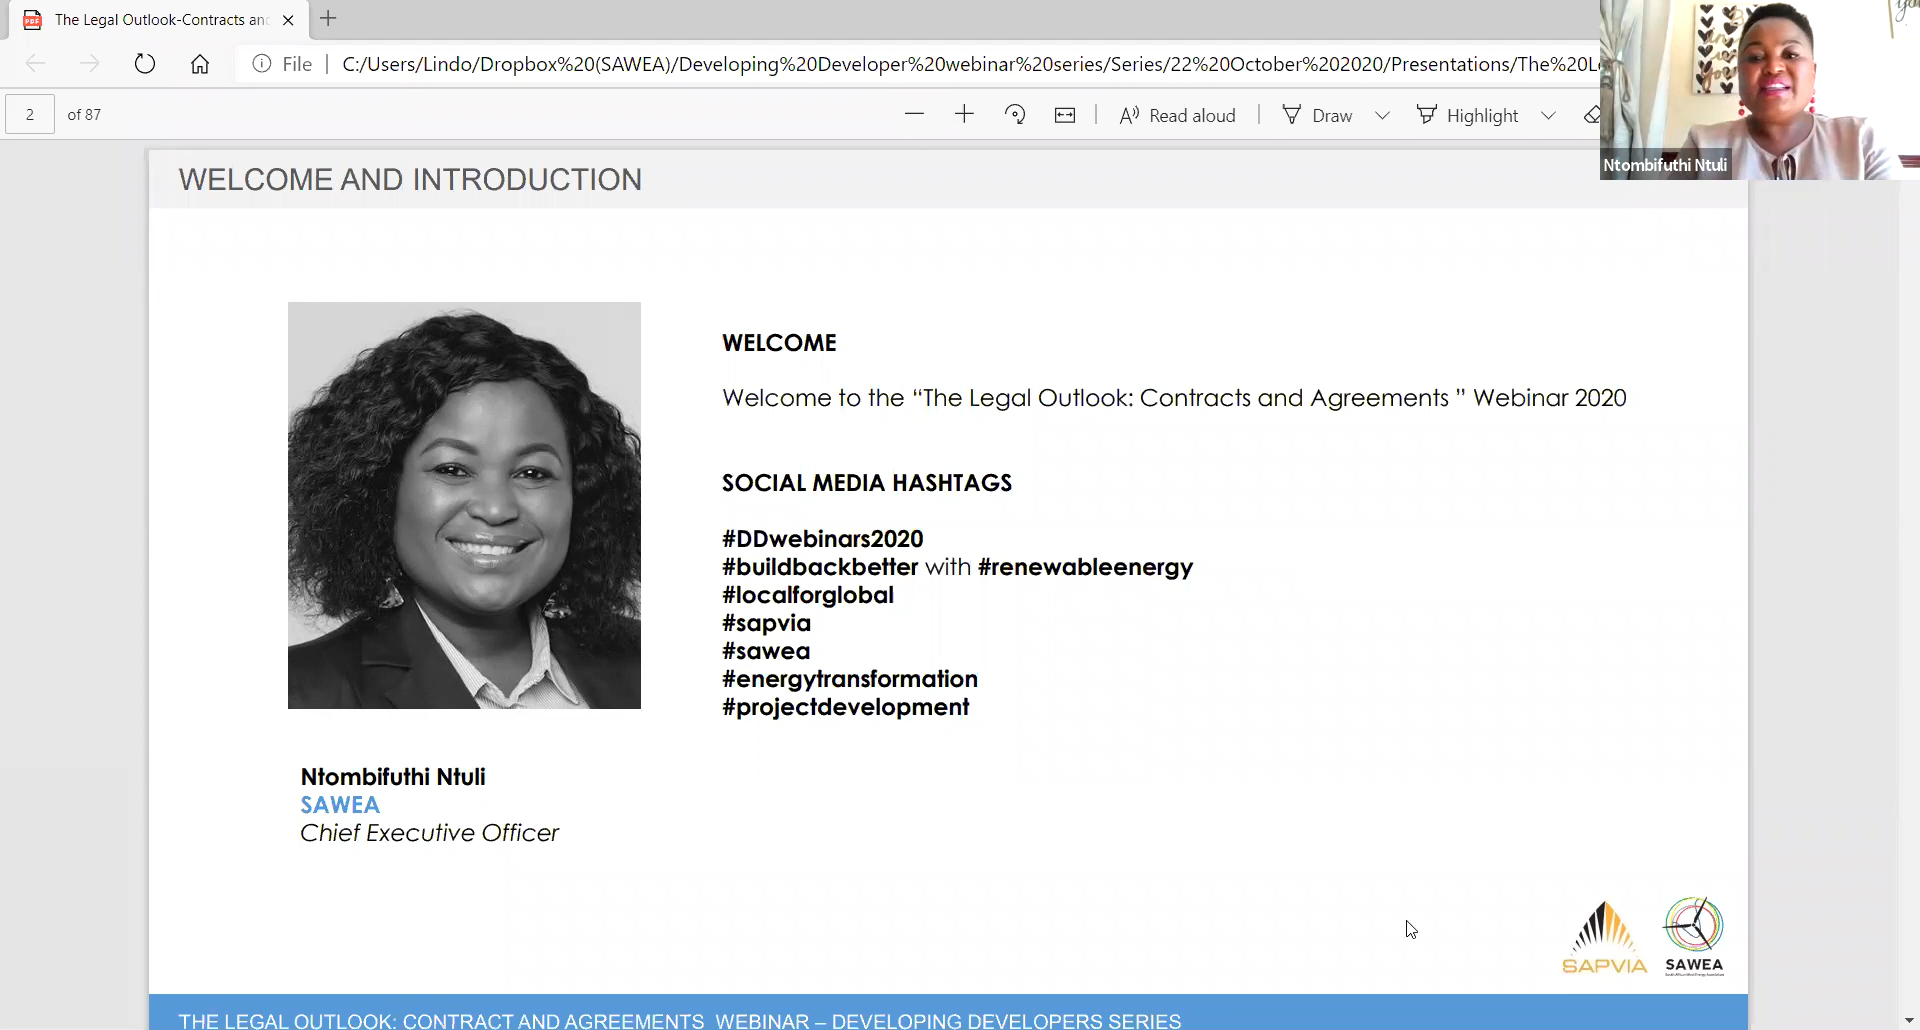 The Legal Outlook-Contracts and
File
C:/Users/Lindo/Dropbox%20(SAWEA)/Developing%20Developer%20webinar%20series/Series/22%20October%202020/Presentations/The%20L
2 of 87
Read aloud
Draw
Highlight
Ntombifuthi Ntuli
WELCOME AND INTRODUCTION
WELCOME
Welcome to the “The Legal Outlook: Contracts and Agreements ” Webinar 2020
SOCIAL MEDIA HASHTAGS
#DDwebinars2020
#buildbackbetter with #renewableenergy
#localforglobal
#sapvia
#sawea
#energytransformation
#projectdevelopment
Ntombifuthi Ntuli
SAWEA
Chief Executive Officer
SAPVIA
SAWEA
THE LEGAL OUTLOOK: CONTRACT AND AGREEMENTS  WEBINAR – DEVELOPING DEVELOPERS SERIES